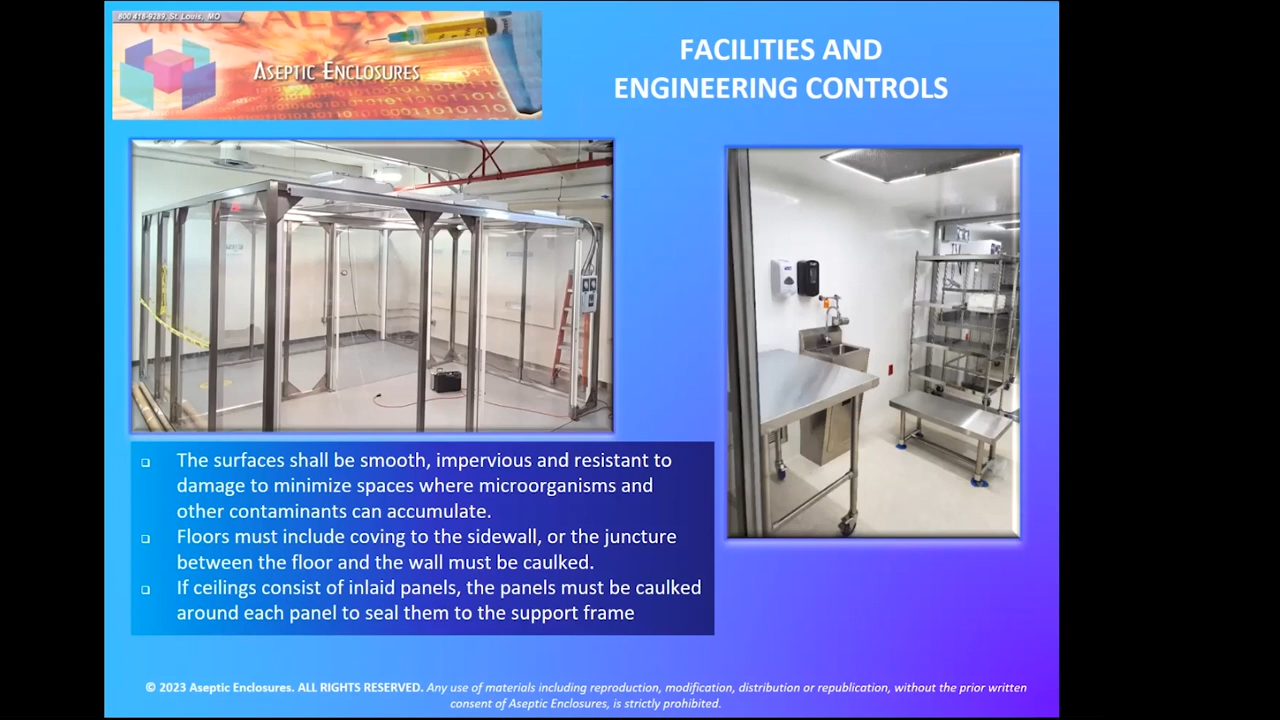 800 418-9289, St. Louis, MO
VIRUS ALERT
ASEPTIC ENCLOSURES
FACILITIES AND
ENGINEERING CONTROLS
❑ The surfaces shall be smooth, impervious and resistant to
damage to minimize spaces where microorganisms and
other contaminants can accumulate.
❑ Floors must include coving to the sidewall, or the juncture
between the floor and the wall must be caulked.
❑ If ceilings consist of inlaid panels, the panels must be caulked
around each panel to seal them to the support frame
© 2023 Aseptic Enclosures. ALL RIGHTS RESERVED. Any use of materials including reproduction, modification, distribution or republication, without the prior written
consent of Aseptic Enclosures, is strictly prohibited.